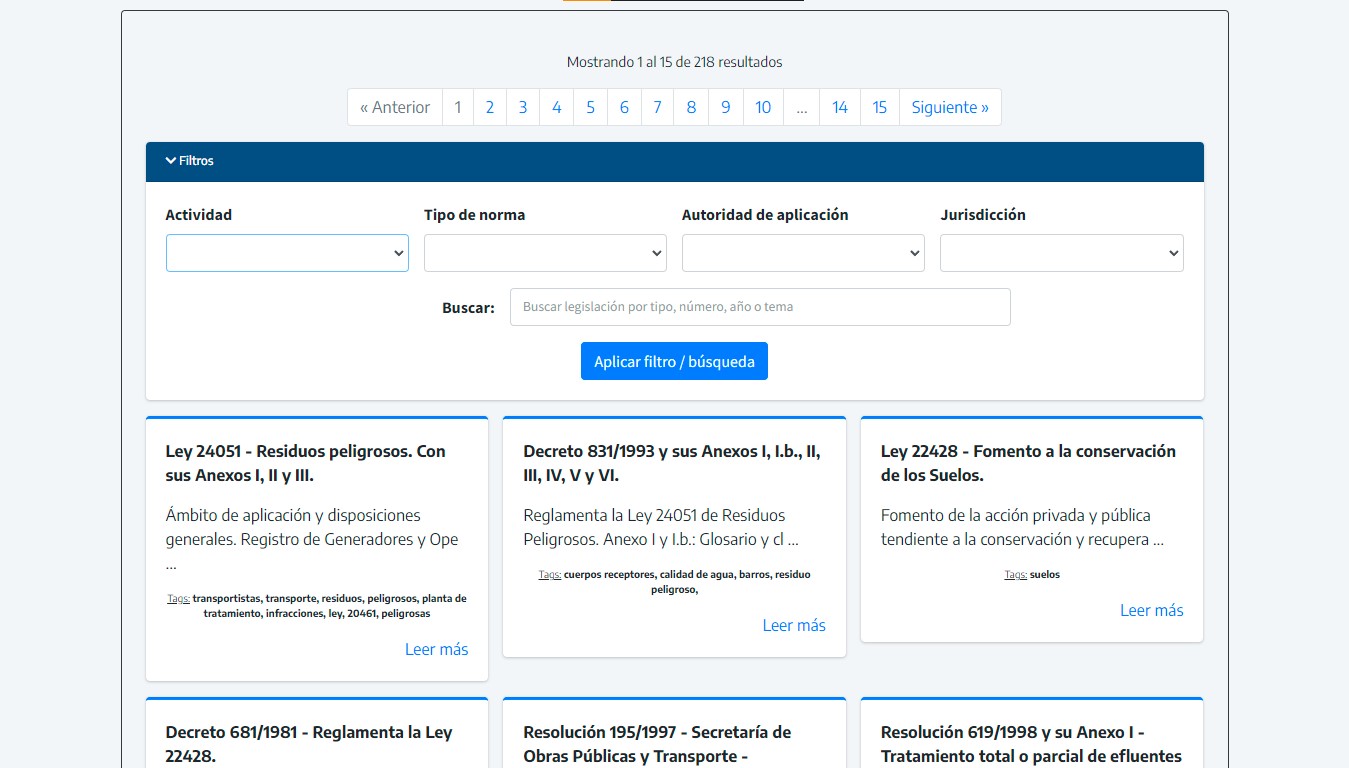 Mostrando 1 al 15 de 218 resultados
« Anterior 1 2 3 4 5 6 7 8 9 10 ... 14 15 Siguiente »
Filtros
Actividad Tipo de norma Autoridad de aplicación Jurisdicción
Buscar: Buscar legislación por tipo, número, año o tema
Aplicar filtro / búsqueda
Ley 24051 - Residuos peligrosos. Con
sus Anexos I, II y III.
Ámbito de aplicación y disposiciones
generales. Registro de Generadores y Ope
...
Tags: transportistas, transporte, residuos, peligrosos, planta de
tratamiento, infracciones, ley, 20461, peligrosas
Leer más
Decreto 831/1993 y sus Anexos I, I.b., II,
III, IV, V y VI.
Reglamenta la Ley 24051 de Residuos
Peligrosos. Anexo I y I.b.: Glosario y cl ...
Tags: cuerpos receptores, calidad de agua, barros, residuo
peligroso,
Leer más
Ley 22428 - Fomento a la conservación
de los Suelos.
Fomento de la acción privada y pública
tendiente a la conservación y recupera ...
Tags: suelos
Leer más
Decreto 681/1981 - Reglamenta la Ley
22428.
Resolución 195/1997 - Secretaría de
Obras Públicas y Transporte -
Resolución 619/1998 y su Anexo I -
Tratamiento total o parcial de efluentes